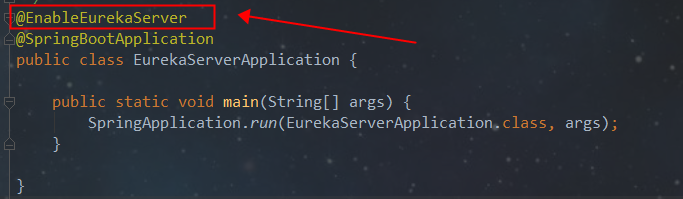 @EnableEurekaServer
@SpringBootApplication
public class EurekaServerApplication {
public static void main(String[] args) {
SpringApplication.run(EurekaServerApplication.class, args);
}
}